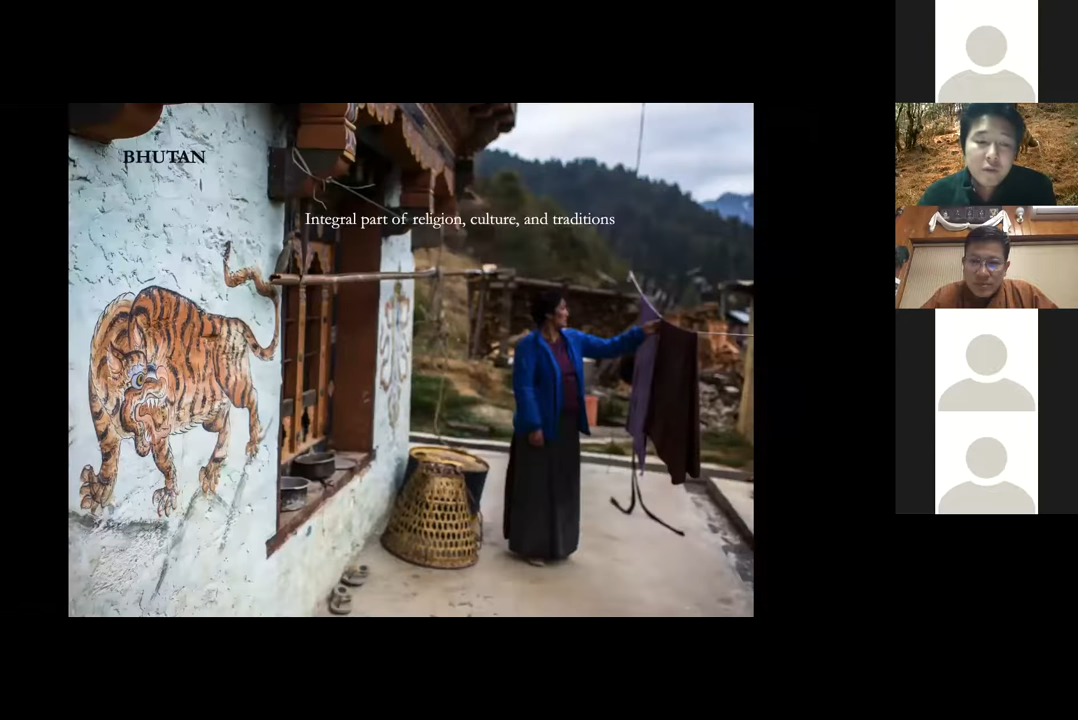 BHUTAN
Integral part of religion, culture, and traditions